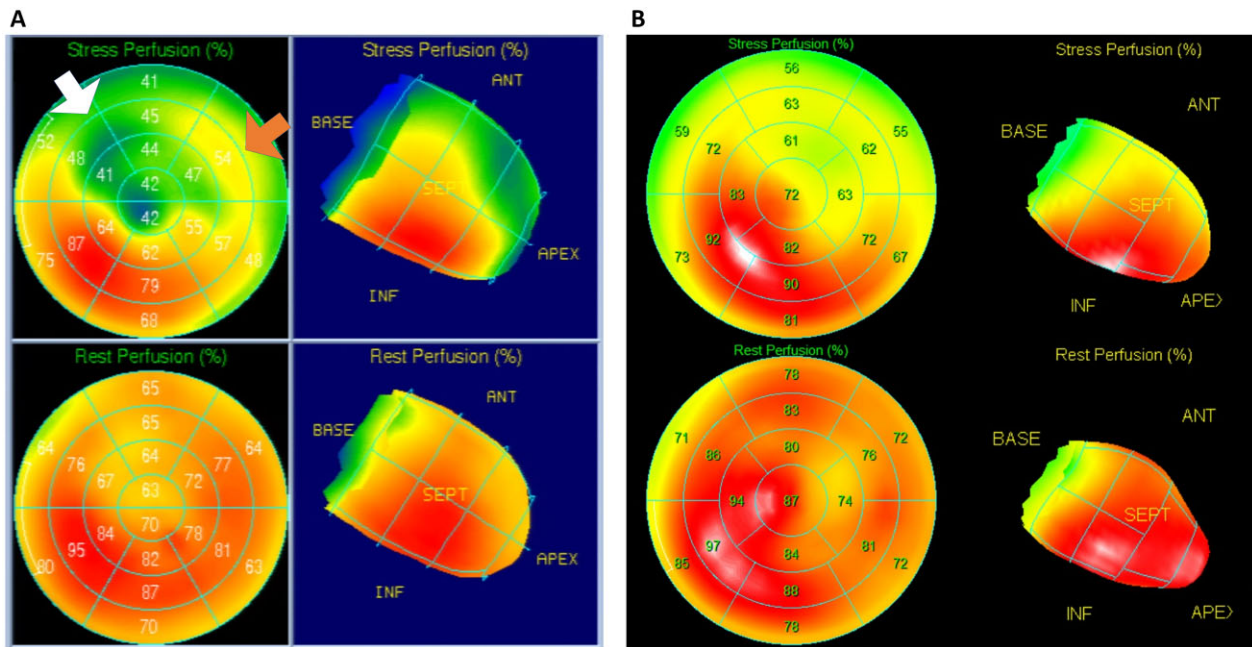 A
Stress Perfusion (%)
41
45
52
48
44
54
41
47
42
42
64
55
87
57
75
62
48
79
68
Stress Perfusion (%)
ANT
BASE
SEPT
APEX
INF
Rest Perfusion (%)
65
65
64
64
76
77
67
72
63
70
84
78
95
81
80
82
63
87
70
Rest Perfusion (%)
ANT
BASE
SEPT
APEX
INF
B
Stress Perfusion (%)
56
63
59
55
72
61
62
83
72
63
92
82
72
73
67
90
81
Stress Perfusion (%)
ANT
BASE
SEPT
INF
APE>
Rest Perfusion (%)
78
83
71
72
86
80
76
94
87
74
97
81
85
84
72
88
78
Rest Perfusion (%)
ANT
BASE
SEPT
INF
APE>